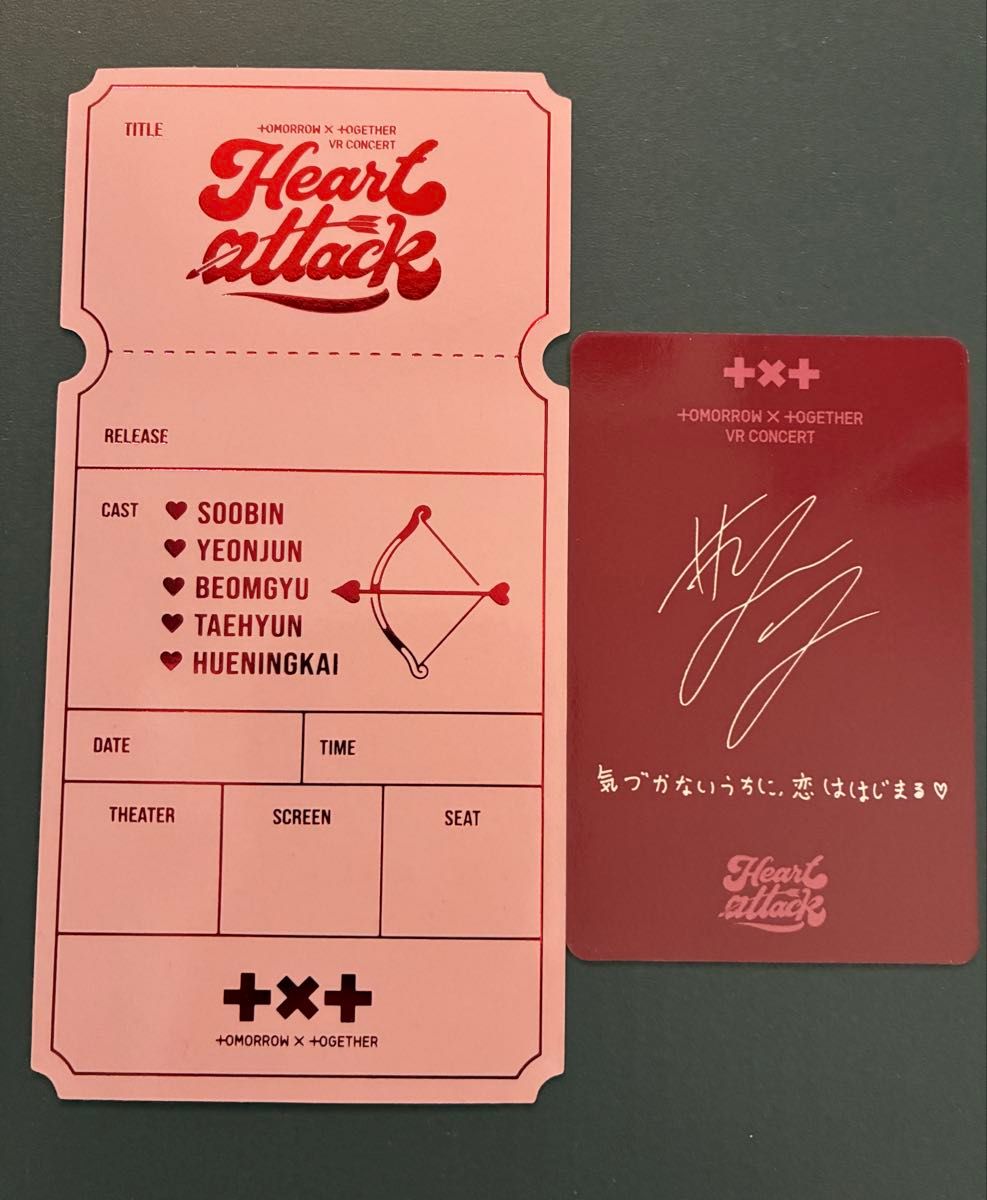 TITLE
TOMORROW X TOGETHER
VR CONCERT
Heart
attack
RELEASE
CAST
SOOBIN
YEONJUN
BEOMGYU
TAEHYUN
HUENINGKAI
DATE
TIME
THEATER
SCREEN
SEAT
TOMORROW X TOGETHER
TOMORROW X TOGETHER
VR CONCERT
気づかないうちに、恋ははじまる♡
Heart
attack